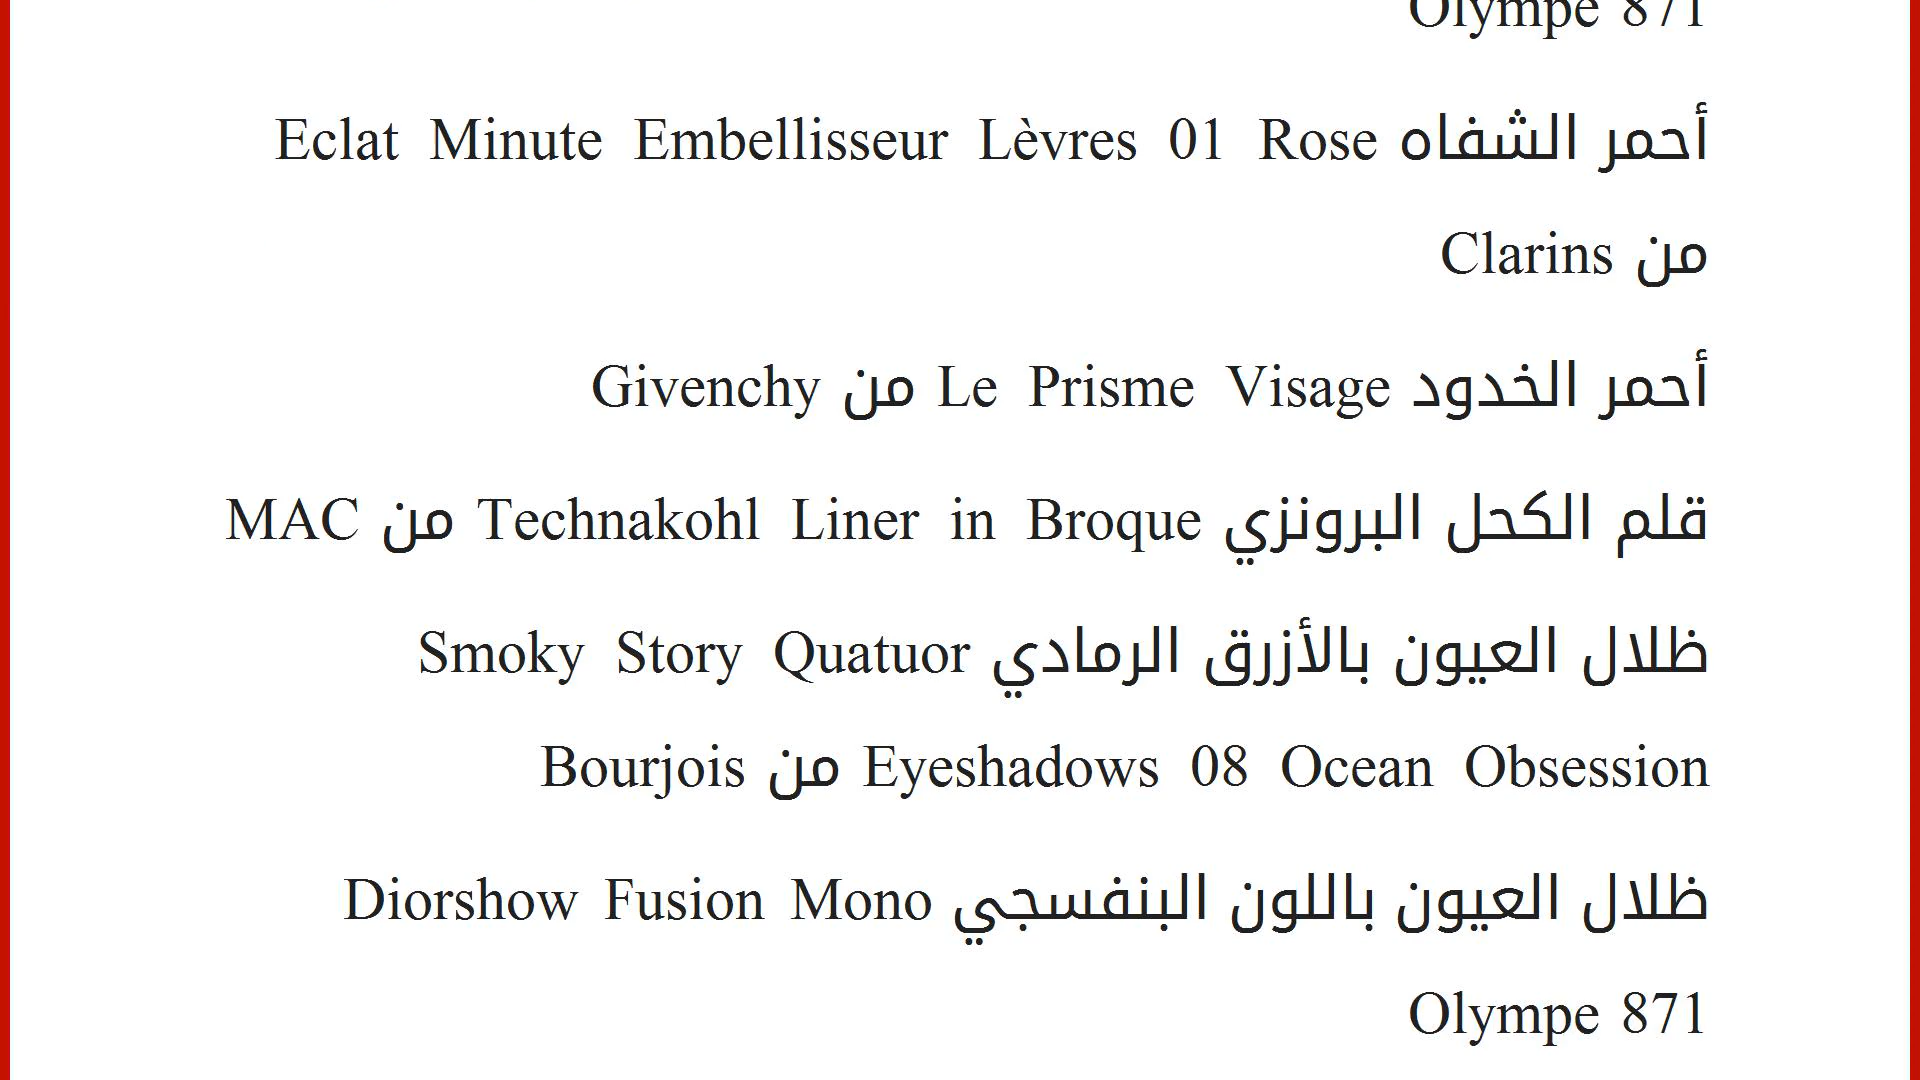 Olympe 871
أحمر الشفاه Eclat Minute Embellisseur Lèvres 01 Rose
من Clarins
أحمر الخدود Le Prisme Visage من Givenchy
قلم الكحل البرونزي Technakohl Liner in Broque من MAC
ظلال العيون بالأزرق الرمادي Smoky Story Quatuor
Eyeshadows 08 Ocean Obsession من Bourjois
ظلال العيون باللون البنفسجي Diorshow Fusion Mono
Olympe 871